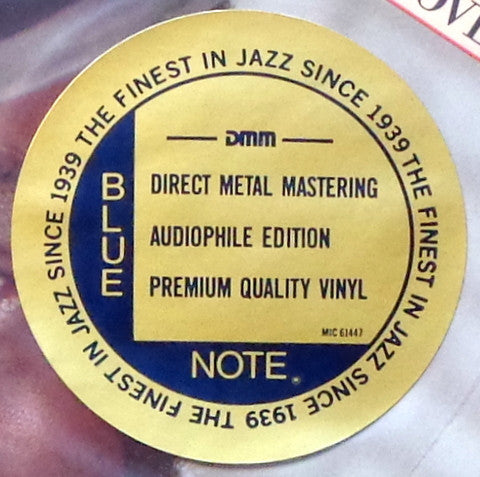 THE FINEST IN JAZZ SINCE 1939 THE FINEST IN JAZZ SINCE 1939 THE FINEST IN JAZZ SINCE 1939
DMM
DIRECT METAL MASTERING
AUDIOPHILE EDITION
PREMIUM QUALITY VINYL
MIC 61447
BLUE
NOTE®